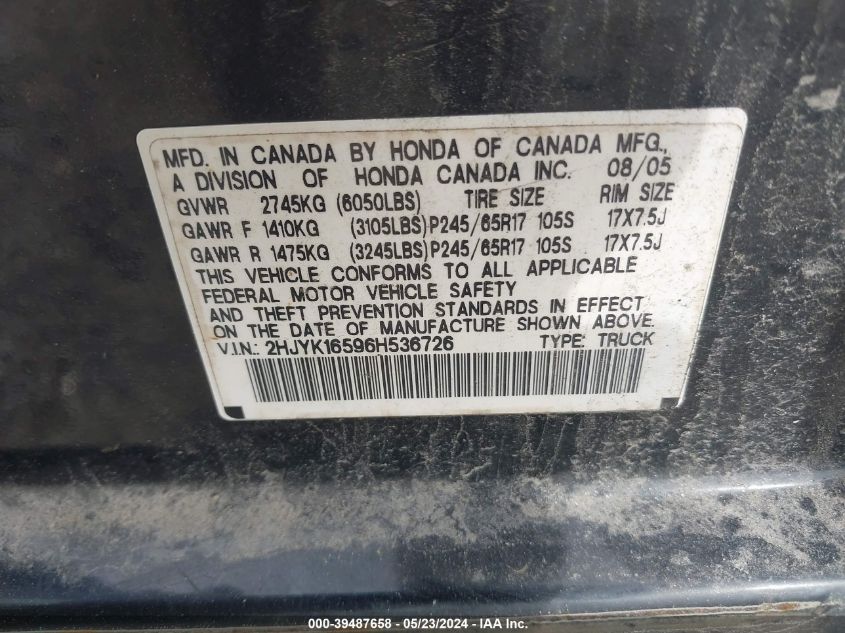 MFD. IN CANADA BY HONDA OF CANADA MFG.,
A DIVISION OF HONDA CANADA INC. 08/05
GVWR 2745KG (6050LBS) TIRE SIZE RIM SIZE
GAWR F 1410KG (3105LBS)P245/65R17 105S 17X7.5J
GAWR R 1475KG (3245LBS)P245/65R17 105S 17X7.5J
THIS VEHICLE CONFORMS TO ALL APPLICABLE
FEDERAL MOTOR VEHICLE SAFETY
AND THEFT PREVENTION STANDARDS IN EFFECT
ON THE DATE OF MANUFACTURE SHOWN ABOVE.
V.I.N.: 2HJYK16596H536726 TYPE: TRUCK
000-39487658 - 05/23/2024 - IAA Inc.